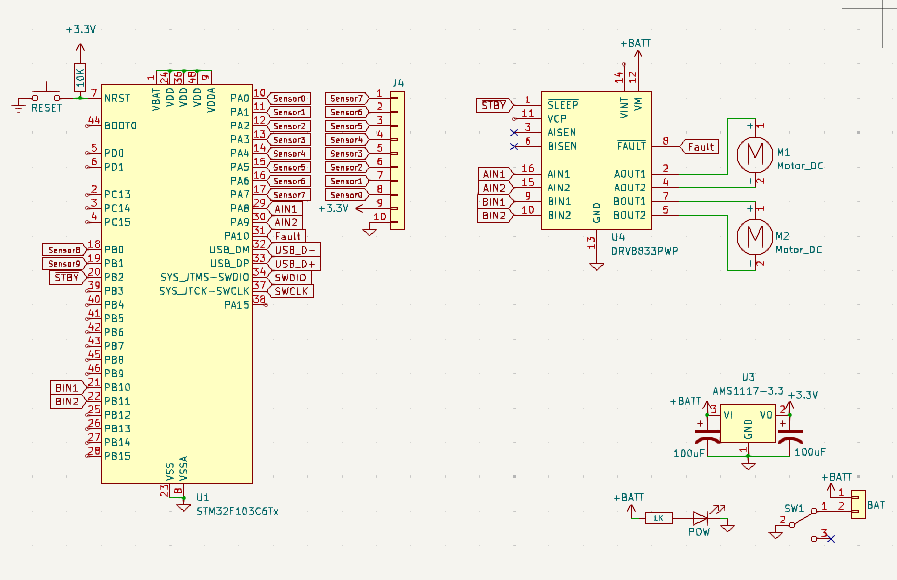 +3.3V
10K
RESET
7 NRST
44 BOOT0
5 PD0
6 PD1
2 PC13
3 PC14
4 PC15
Sensor8 18 PB0
Sensor9 19 PB1
STBY 20 PB2
39 PB3
40 PB4
41 PB5
42 PB6
43 PB7
45 PB8
46 PB9
BIN1 21 PB10
BIN2 22 PB11
25 PB12
26 PB13
27 PB14
28 PB15
1 VBAT
24 VDD
36 VDD
48 VDD
9 VDDA
PA0 10 Sensor0
PA1 11 Sensor1
PA2 12 Sensor2
PA3 13 Sensor3
PA4 14 Sensor4
PA5 15 Sensor5
PA6 16 Sensor6
PA7 17 Sensor7
PA8 29 AIN1
PA9 30 AIN2
PA10 31 Fault
USB_DM 32 USB_D-
USB_DP 33 USB_D+
SYS_JTMS-SWDIO 34 SWDIO
SYS_JTCK-SWCLK 37 SWCLK
PA15 38
23 VSS
8 VSSA
U1
STM32F103C6Tx
J4
Sensor7 1
Sensor6 2
Sensor5 3
Sensor4 4
Sensor3 5
Sensor2 6
Sensor1 7
Sensor0 8
+3.3V 9
10
+BATT
14 VINT
12 VM
STBY 1 SLEEP
11 VCP
3 AISEN
6 BISEN
AIN1 16 AIN1
AIN2 15 AIN2
BIN1 9 BIN1
BIN2 10 BIN2
FAULT 8 Fault
AOUT1 2
AOUT2 4
BOUT1 7
BOUT2 5
GND 13
U4
DRV8833PWP
+ 1
M M1
Motor_DC
- 2
+ 1
M M2
Motor_DC
- 2
U3
AMS1117-3.3
+BATT 3 VI
VO 2 +3.3V
GND 1
+ 100uF
+ 100uF
+BATT
1K
POW
+BATT
SW1
1
2
3
1
2
BAT